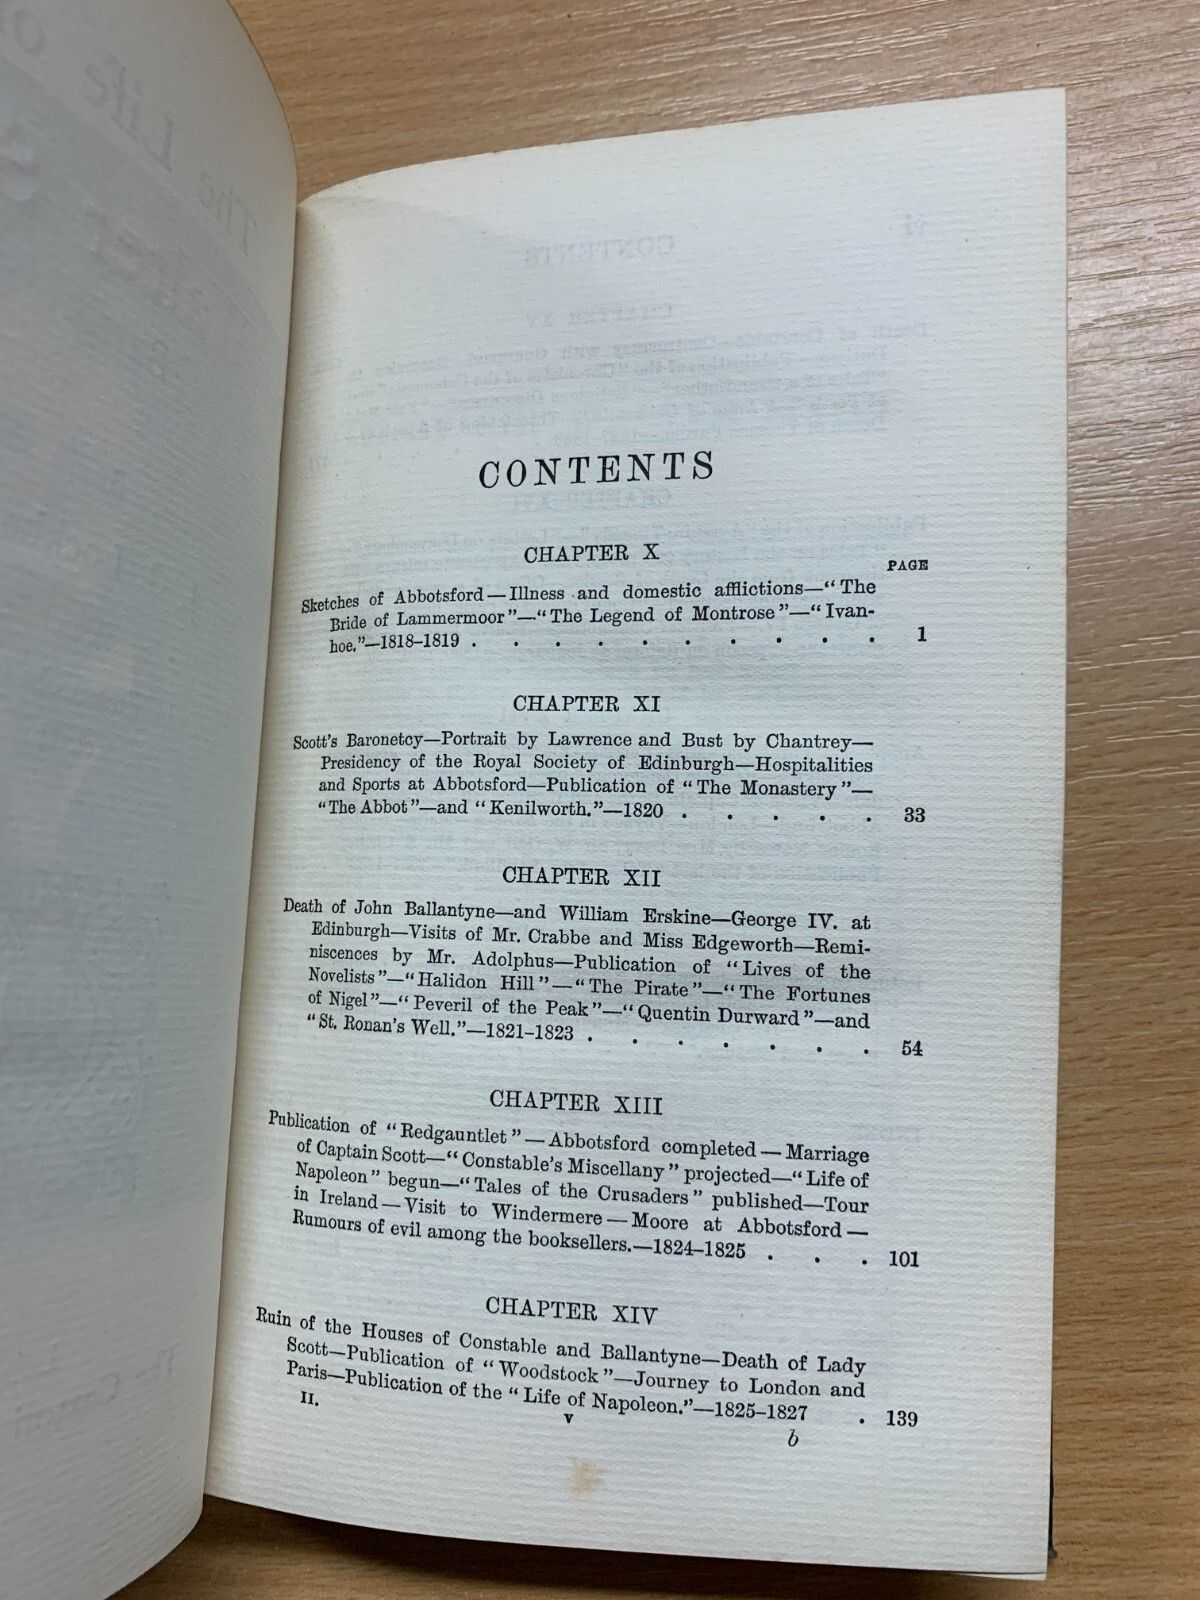 CONTENTS
CHAPTER X
PAGE
Sketches of Abbotsford—Illness and domestic afflictions—“The
Bride of Lammermoor”—“The Legend of Montrose”—“Ivan-
hoe.”—1818–1819 . . . . . . . . . . 1
CHAPTER XI
Scott's Baronetcy—Portrait by Lawrence and Bust by Chantrey—
Presidency of the Royal Society of Edinburgh—Hospitalities
and Sports at Abbotsford—Publication of “The Monastery”—
“The Abbot”—and “Kenilworth.”—1820 . . . . . 33
CHAPTER XII
Death of John Ballantyne—and William Erskine—George IV. at
Edinburgh—Visits of Mr. Crabbe and Miss Edgeworth—Remi-
niscences by Mr. Adolphus—Publication of “Lives of the
Novelists”—“Halidon Hill”—“The Pirate”—“The Fortunes
of Nigel”—“Peveril of the Peak”—“Quentin Durward”—and
“St. Ronan's Well.”—1821–1823 . . . . . . . 54
CHAPTER XIII
Publication of “Redgauntlet”—Abbotsford completed—Marriage
of Captain Scott—“Constable's Miscellany” projected—“Life of
Napoleon” begun—“Tales of the Crusaders” published—Tour
in Ireland—Visit to Windermere—Moore at Abbotsford—
Rumours of evil among the booksellers.—1824–1825 . . . 101
CHAPTER XIV
Ruin of the Houses of Constable and Ballantyne—Death of Lady
Scott—Publication of “Woodstock”—Journey to London and
Paris—Publication of the “Life of Napoleon.”—1825–1827 . 139
II.
v
b